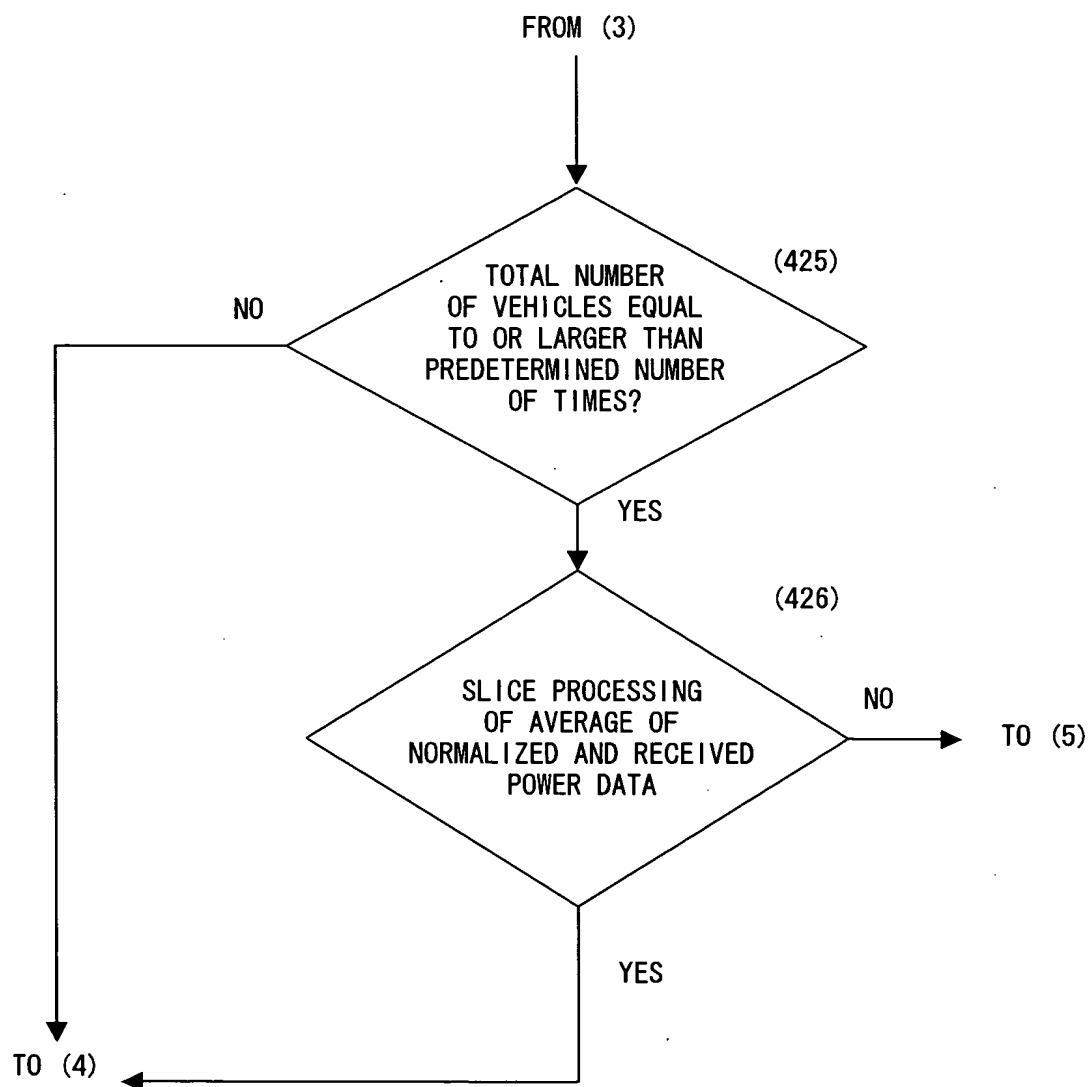 FROM (3)
(425)
TOTAL NUMBER
OF VEHICLES EQUAL
TO OR LARGER THAN
PREDETERMINED NUMBER
OF TIMES?
NO
YES
(426)
SLICE PROCESSING
OF AVERAGE OF
NORMALIZED AND RECEIVED
POWER DATA
NO
TO (5)
YES
TO (4)